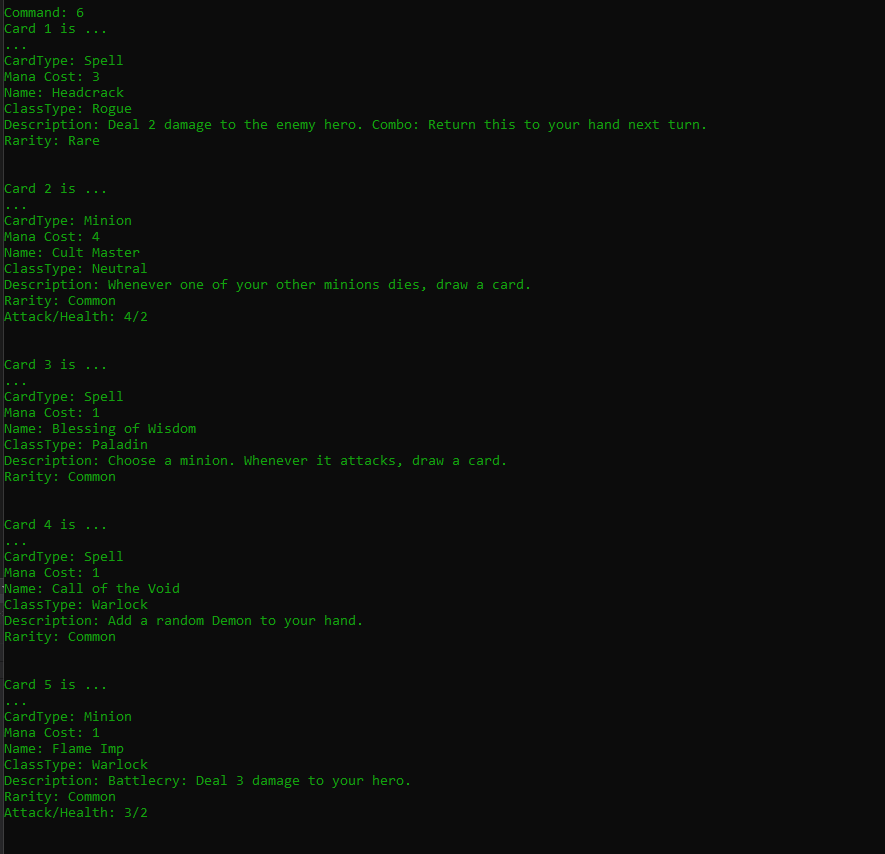 Command: 6
Card 1 is ...
...
CardType: Spell
Mana Cost: 3
Name: Headcrack
ClassType: Rogue
Description: Deal 2 damage to the enemy hero. Combo: Return this to your hand next turn.
Rarity: Rare
Card 2 is ...
...
CardType: Minion
Mana Cost: 4
Name: Cult Master
ClassType: Neutral
Description: Whenever one of your other minions dies, draw a card.
Rarity: Common
Attack/Health: 4/2
Card 3 is ...
...
CardType: Spell
Mana Cost: 1
Name: Blessing of Wisdom
ClassType: Paladin
Description: Choose a minion. Whenever it attacks, draw a card.
Rarity: Common
Card 4 is ...
...
CardType: Spell
Mana Cost: 1
Name: Call of the Void
ClassType: Warlock
Description: Add a random Demon to your hand.
Rarity: Common
Card 5 is ...
...
CardType: Minion
Mana Cost: 1
Name: Flame Imp
ClassType: Warlock
Description: Battlecry: Deal 3 damage to your hero.
Rarity: Common
Attack/Health: 3/2